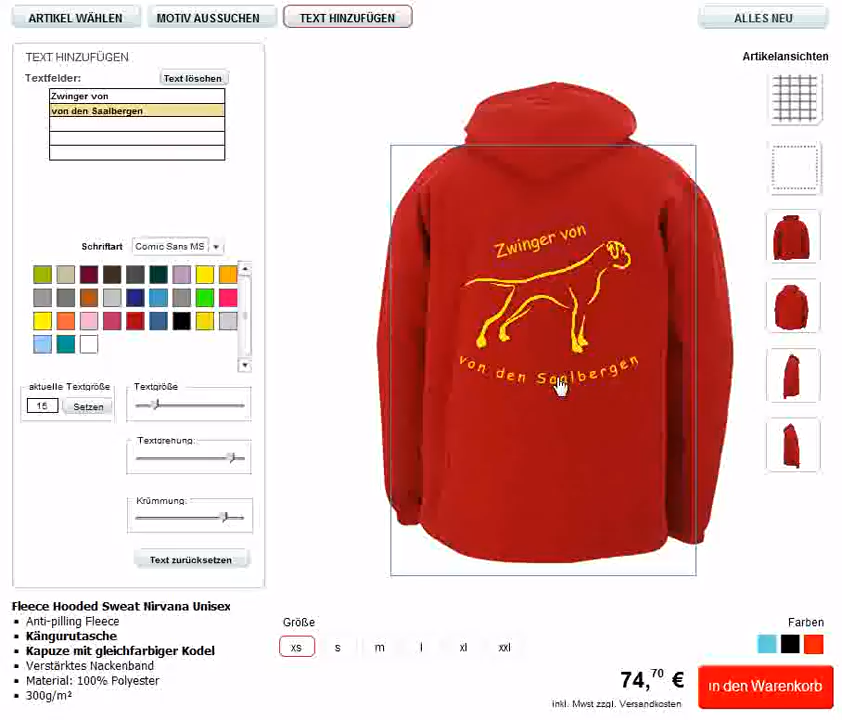 ARTIKEL WÄHLEN
MOTIV AUSSUCHEN
TEXT HINZUFÜGEN
ALLES NEU
TEXT HINZUFÜGEN
Textfelder:
Text löschen
Zwinger von
von den Saalbergen
Schriftart
Comic Sans MS
aktuelle Textgröße
15
Setzen
Textgröße
Textdrehung:
Krümmung:
Text zurücksetzen
Artikelansichten
Zwinger von
von den Saalbergen
Fleece Hooded Sweat Nirvana Unisex
Anti-pilling Fleece
Kängurutasche
Kapuze mit gleichfarbiger Kodel
Verstärktes Nackenband
Material: 100% Polyester
300g/m²
Größe
xs s m l xl xxl
Farben
74,70 €
inkl. Mwst zzgl. Versandkosten
in den Warenkorb